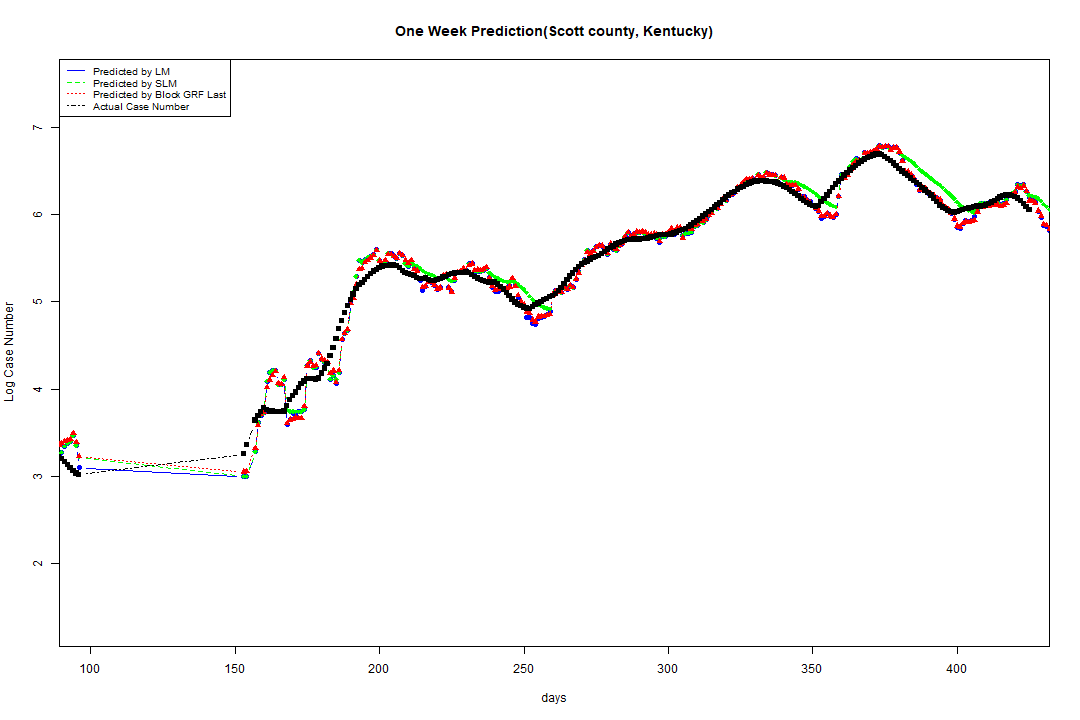 One Week Prediction(Scott county, Kentucky)
Predicted by LM
Predicted by SLM
Predicted by Block GRF Last
Actual Case Number
Log Case Number
7
6
5
4
3
2
100 150 200 250 300 350 400
days